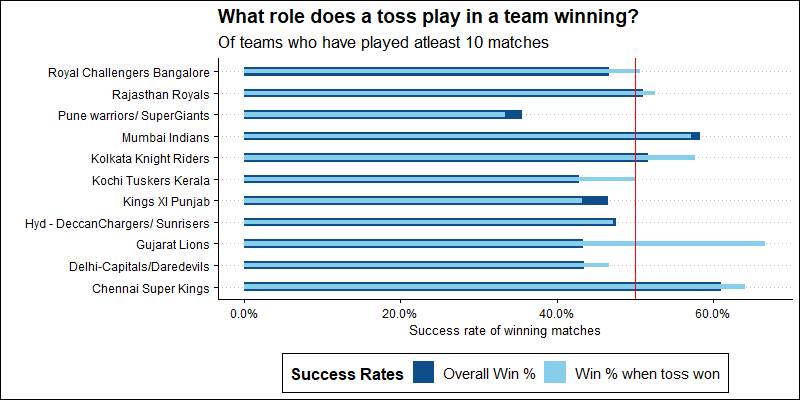 What role does a toss play in a team winning?
Of teams who have played atleast 10 matches
Royal Challengers Bangalore
Rajasthan Royals
Pune warriors/ SuperGiants
Mumbai Indians
Kolkata Knight Riders
Kochi Tuskers Kerala
Kings XI Punjab
Hyd - DeccanChargers/ Sunrisers
Gujarat Lions
Delhi-Capitals/Daredevils
Chennai Super Kings
0.0% 20.0% 40.0% 60.0%
Success rate of winning matches
Success Rates Overall Win % Win % when toss won